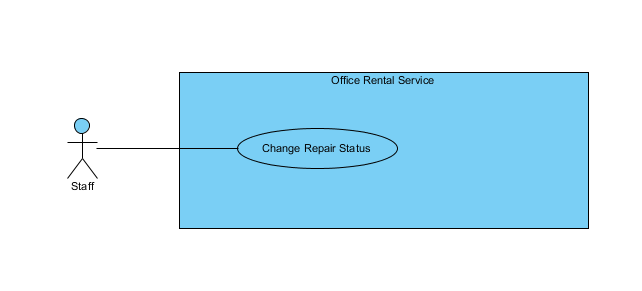 Office Rental Service
Change Repair Status
Staff